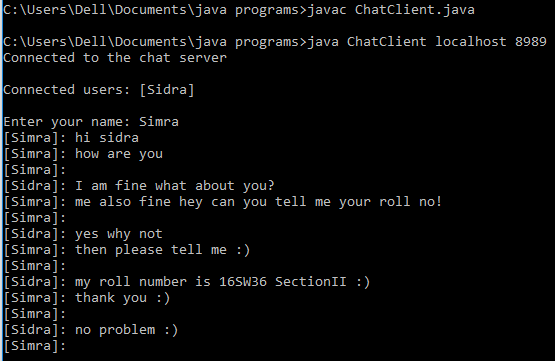 C:\Users\Dell\Documents\java programs>javac ChatClient.java
C:\Users\Dell\Documents\java programs>java ChatClient localhost 8989
Connected to the chat server
Connected users: [Sidra]
Enter your name: Simra
[Simra]: hi sidra
[Simra]: how are you
[Simra]:
[Sidra]: I am fine what about you?
[Simra]: me also fine hey can you tell me your roll no!
[Simra]:
[Sidra]: yes why not
[Simra]: then please tell me :)
[Simra]:
[Sidra]: my roll number is 16SW36 SectionII :)
[Simra]: thank you :)
[Simra]:
[Sidra]: no problem :)
[Simra]: